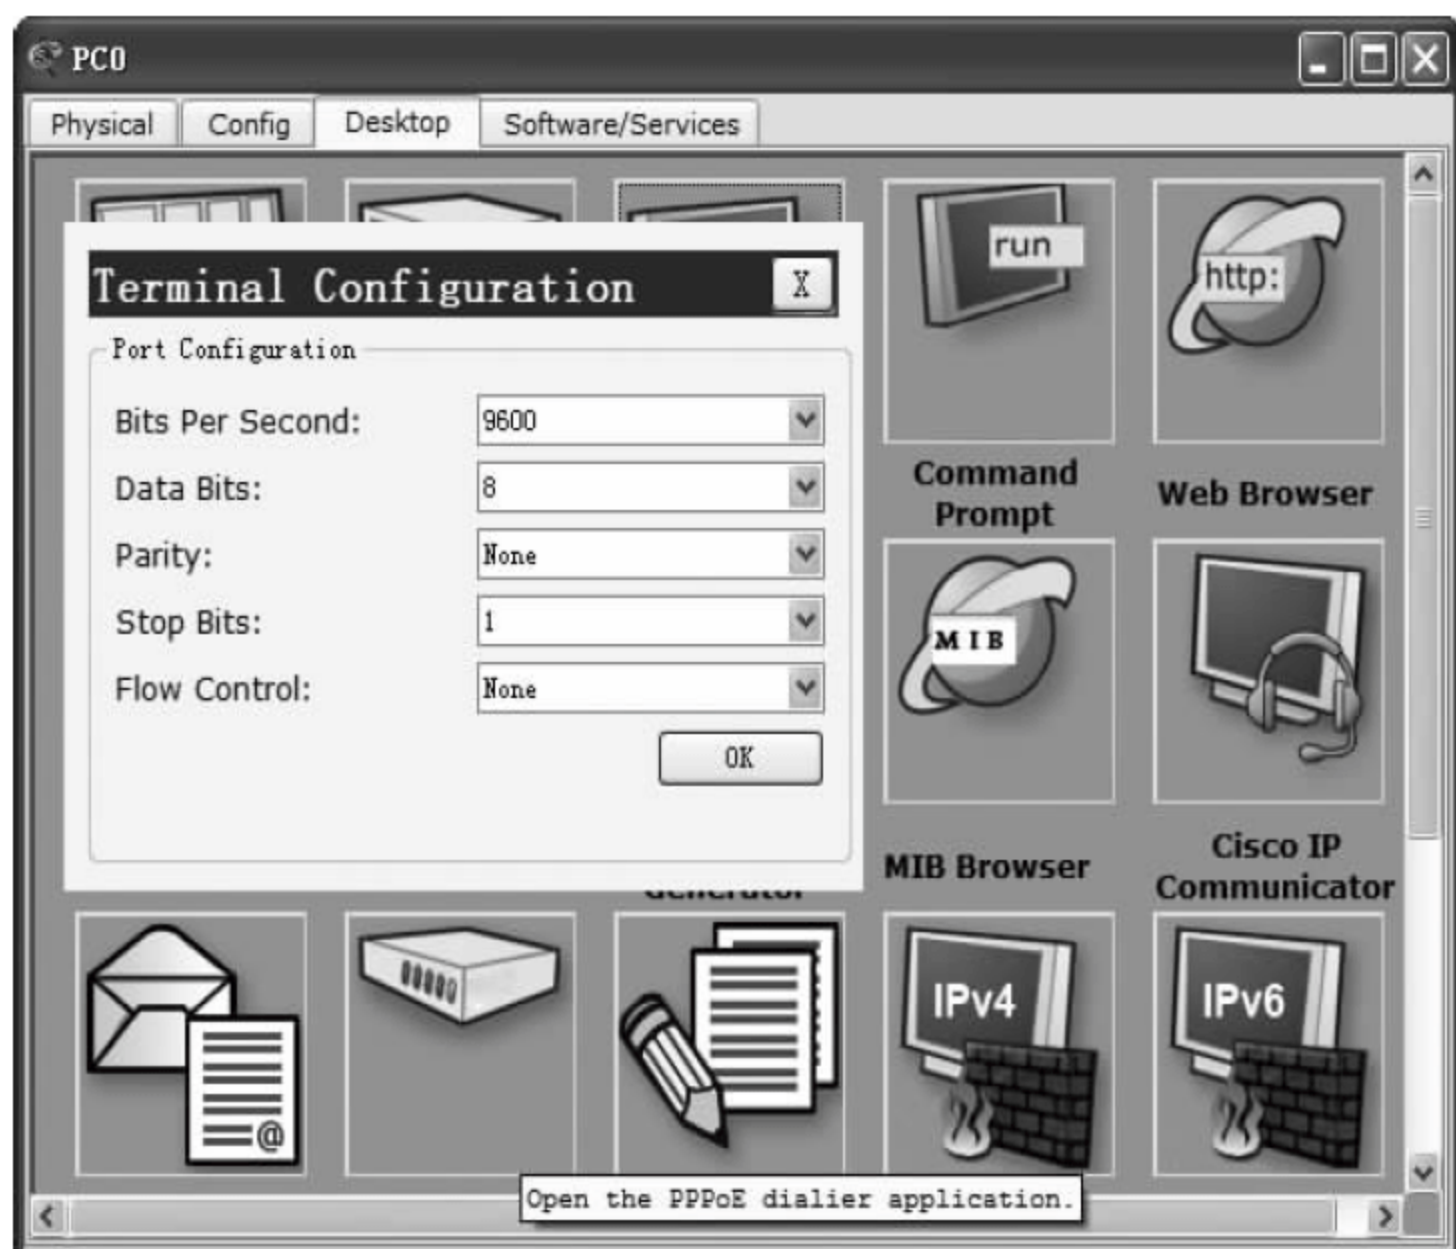 PC0
Physical Config Desktop Software/Services
run
http:
Terminal Configuration X
Port Configuration
Bits Per Second: 9600
Data Bits: 8
Parity: None
Stop Bits: 1
Flow Control: None
OK
Command
Prompt
Web Browser
MIB
Generator
MIB Browser
Cisco IP
Communicator
@
IPv4
IPv6
Open the PPPoE dialier application.